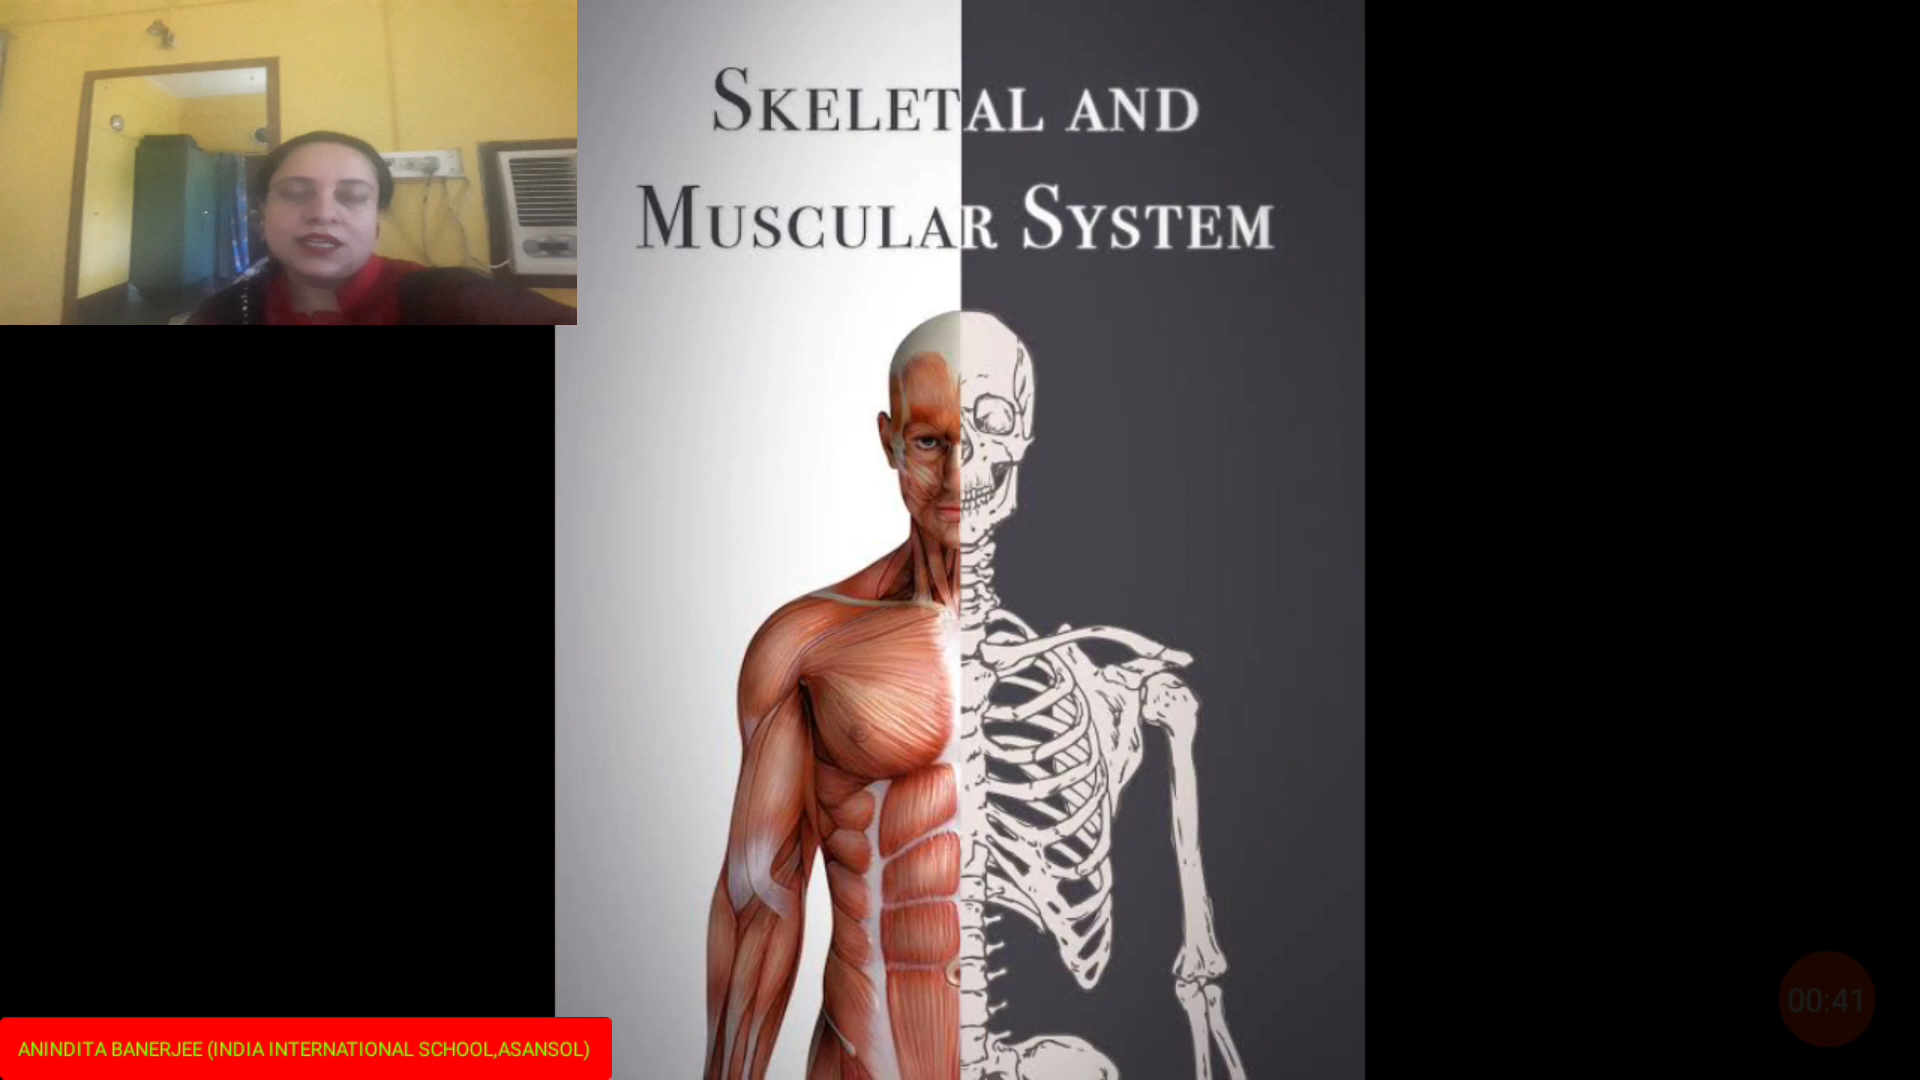 SKELETAL AND
MUSCULAR SYSTEM
ANINDITA BANERJEE (INDIA INTERNATIONAL SCHOOL,ASANSOL)
00:41